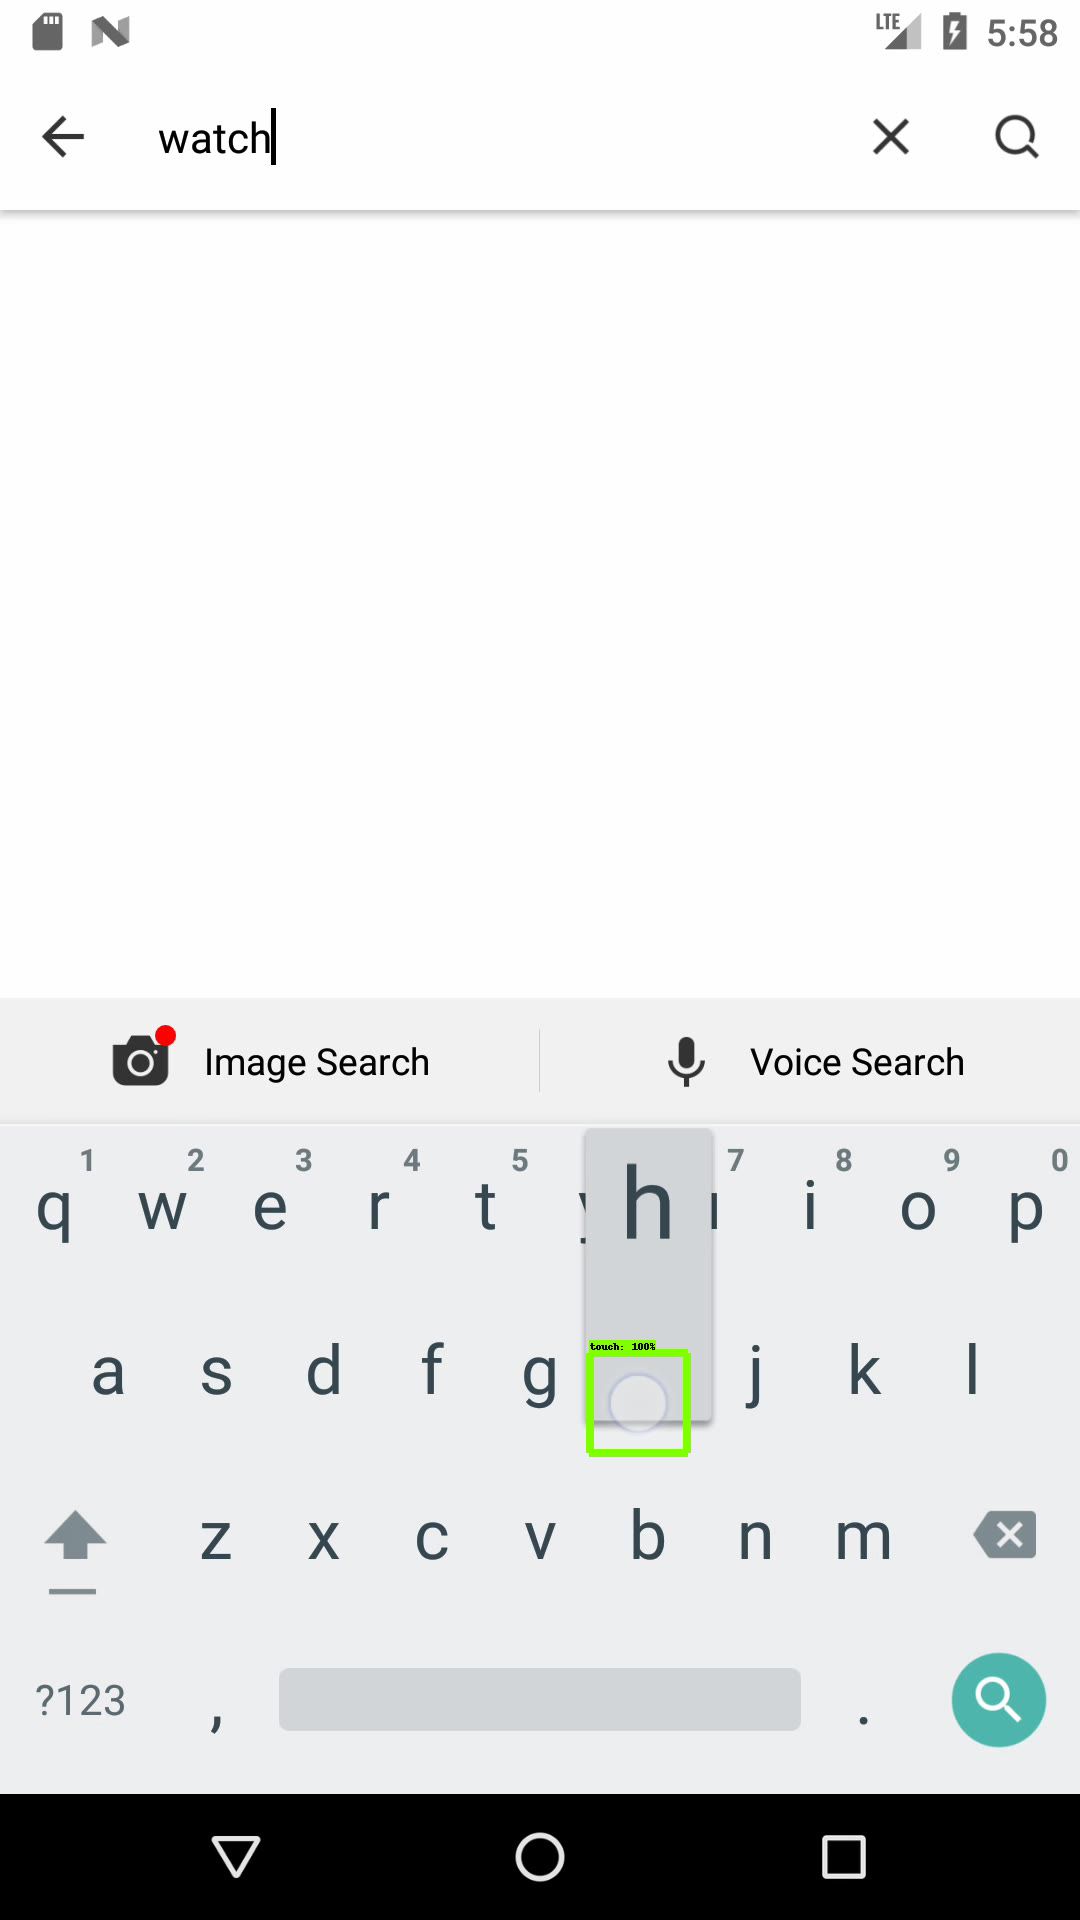 LTE 5:58
watch
Image Search Voice Search
1 2 3 4 5 7 8 9 0
q w e r t h i o p
touch: 100%
a s d f g j k l
z x c v b n m
?123 , .